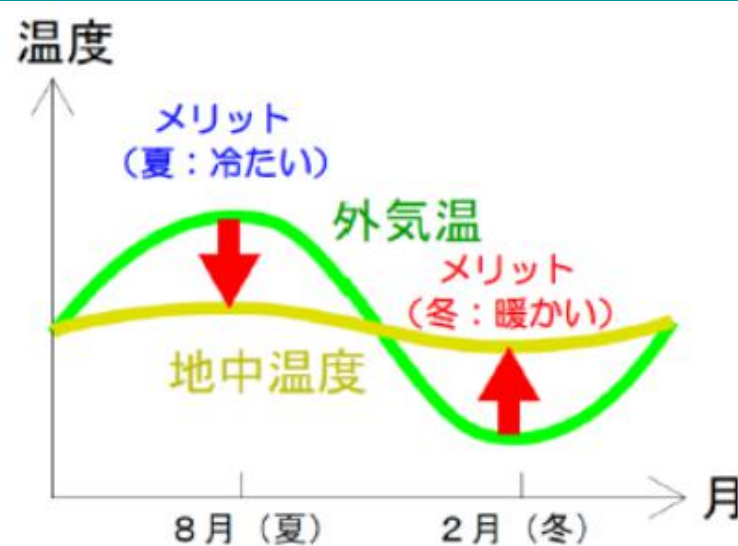 温度
メリット
（夏：冷たい）
外気温
メリット
（冬：暖かい）
地中温度
月
８月（夏）
２月（冬）